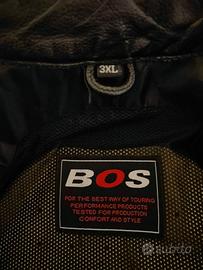 3XL
BOS
FOR THE BEST WAY OF TOURING
PERFORMANCE PRODUCTS
TESTED FOR PRODUCTION
COMFORT AND STYLE
subito